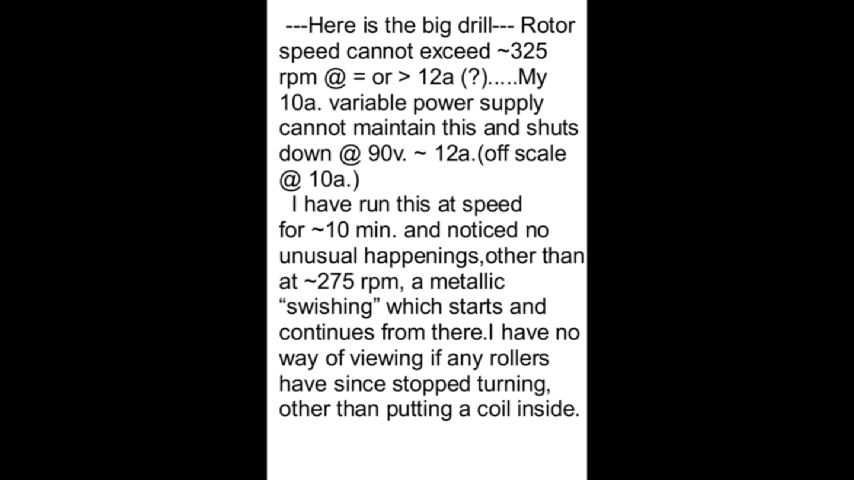 ---Here is the big drill--- Rotor
speed cannot exceed ~325
rpm @ = or > 12a (?).....My
10a. variable power supply
cannot maintain this and shuts
down @ 90v. ~ 12a.(off scale
@ 10a.)
I have run this at speed
for ~10 min. and noticed no
unusual happenings,other than
at ~275 rpm, a metallic
“swishing” which starts and
continues from there.I have no
way of viewing if any rollers
have since stopped turning,
other than putting a coil inside.